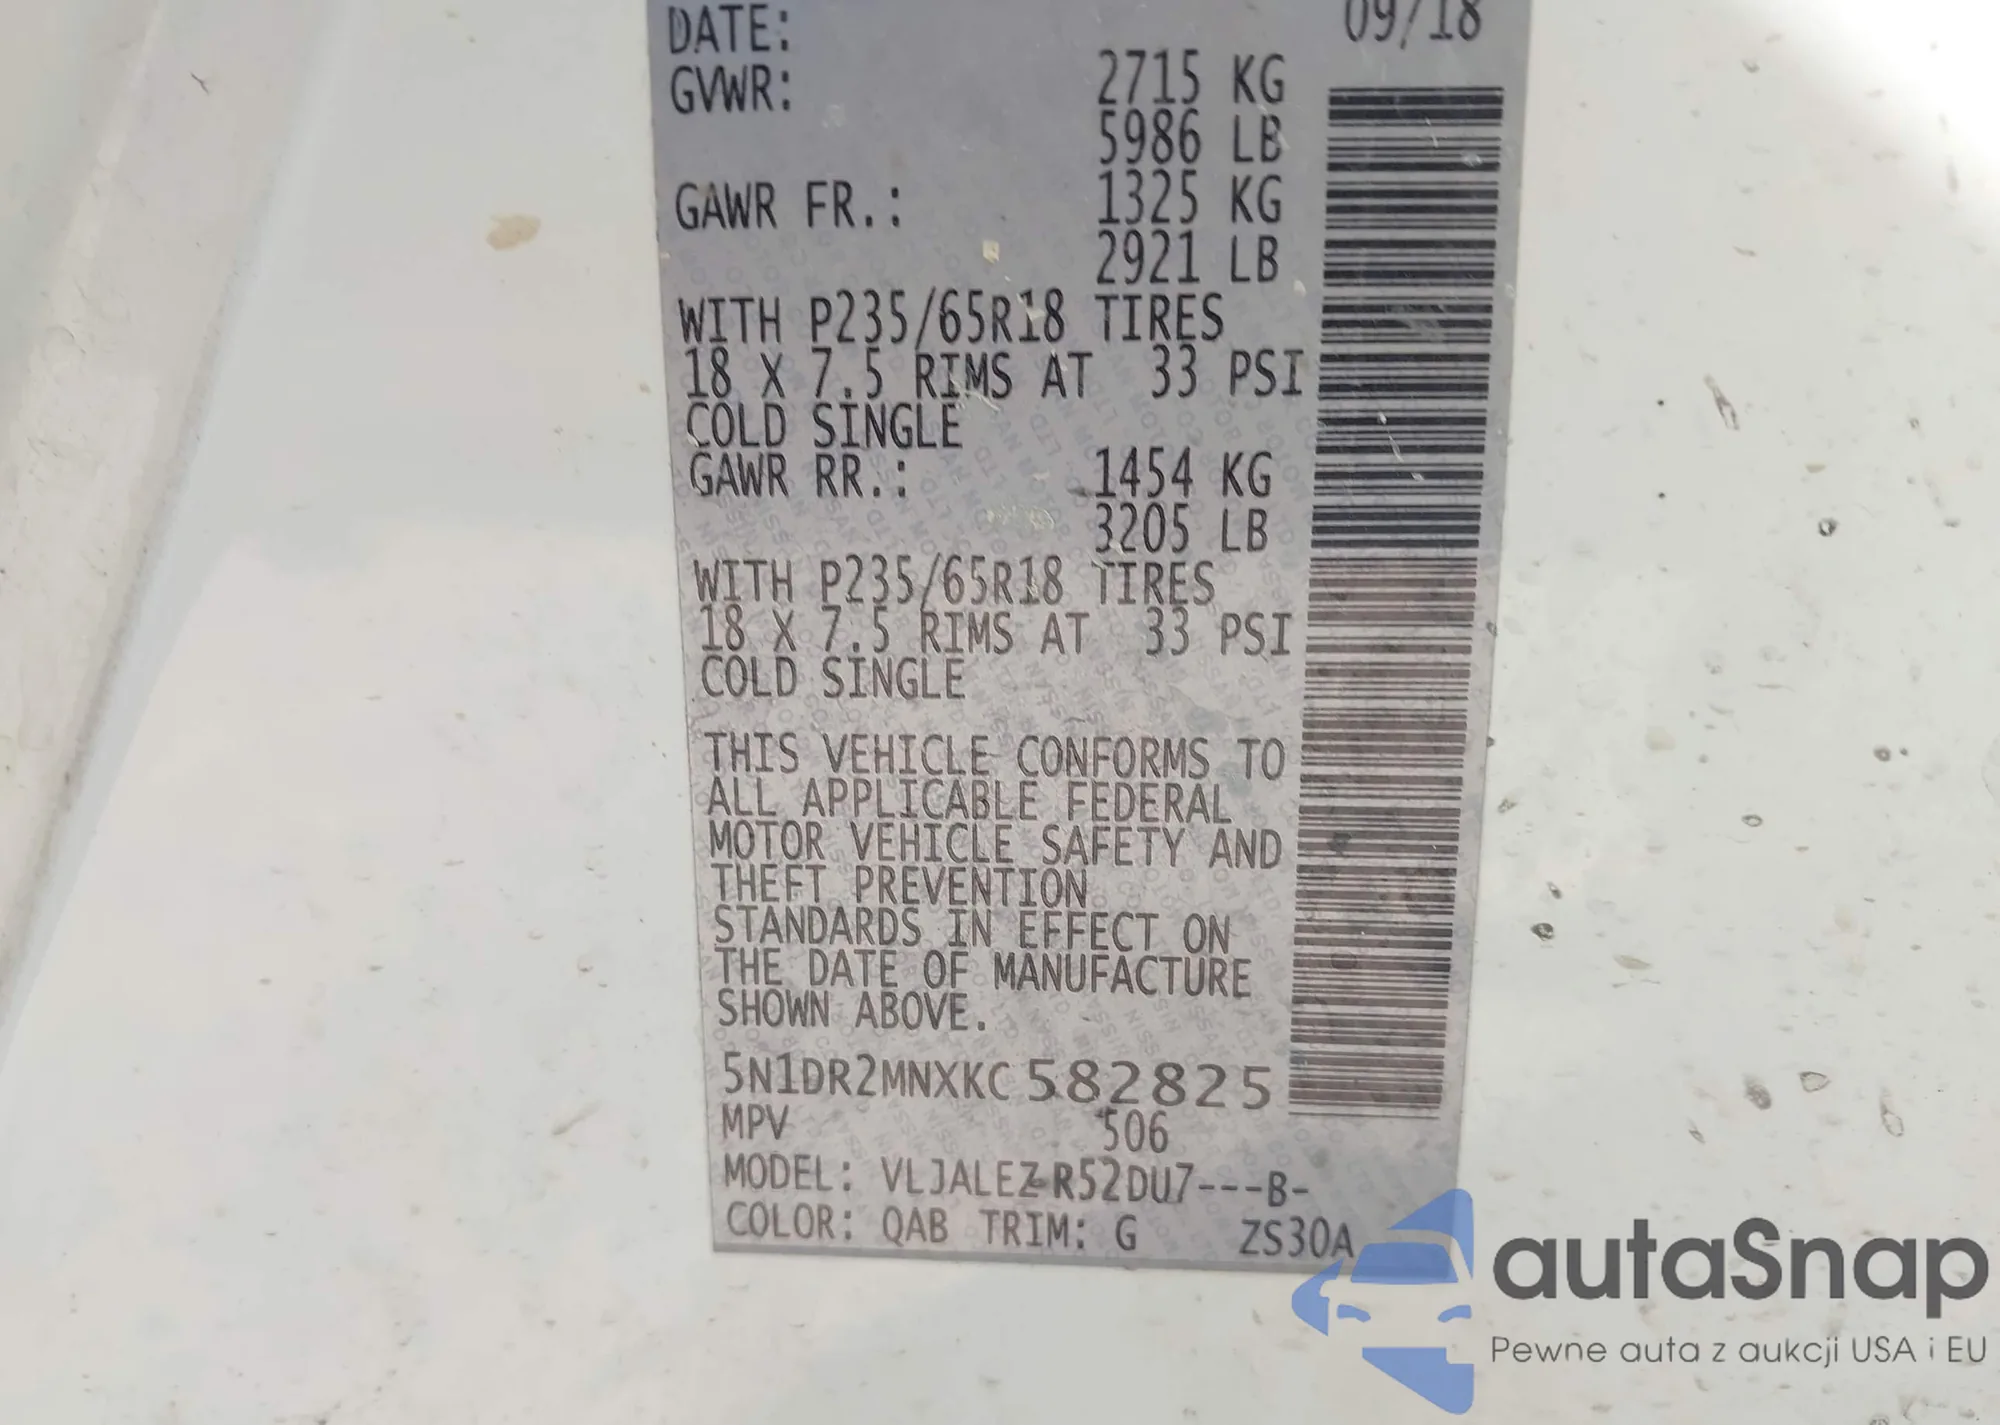 DATE: 09/18
GVWR: 2715 KG
5986 LB
GAWR FR.: 1325 KG
2921 LB
WITH P235/65R18 TIRES
18 X 7.5 RIMS AT 33 PSI
COLD SINGLE
GAWR RR.: 1454 KG
3205 LB
WITH P235/65R18 TIRES
18 X 7.5 RIMS AT 33 PSI
COLD SINGLE
THIS VEHICLE CONFORMS TO
ALL APPLICABLE FEDERAL
MOTOR VEHICLE SAFETY AND
THEFT PREVENTION
STANDARDS IN EFFECT ON
THE DATE OF MANUFACTURE
SHOWN ABOVE.
5N1DR2MNXKC582825
MPV 506
MODEL: VLJALEZ-R52DU7---B-
COLOR: QAB TRIM: G ZS30A
autaSnap
Pewne auta z aukcji USA i EU